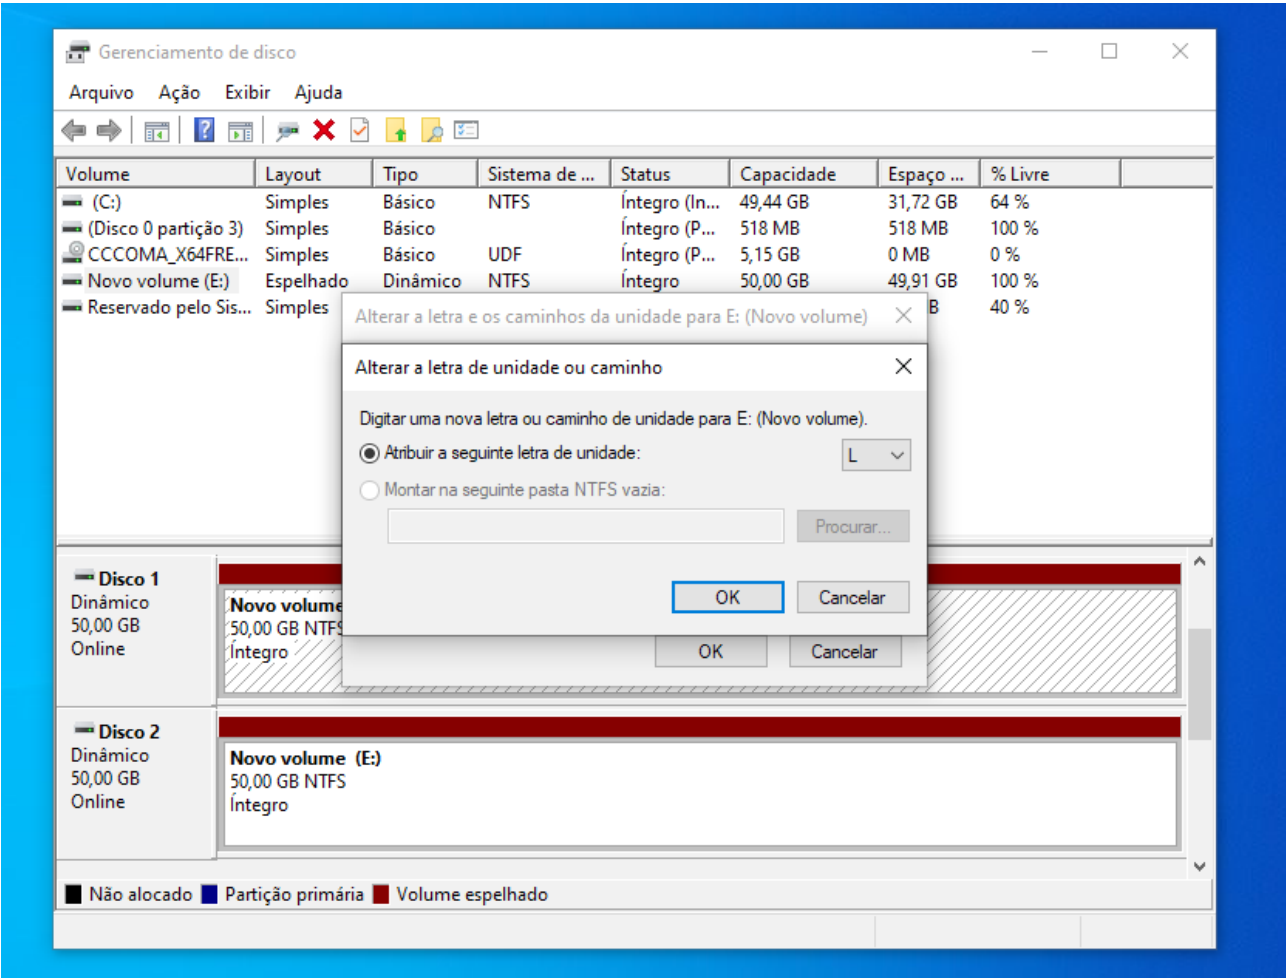 Gerenciamento de disco
Arquivo Ação Exibir Ajuda
Volume Layout Tipo Sistema de ... Status Capacidade Espaço ... % Livre
(C:) Simples Básico NTFS Íntegro (In... 49,44 GB 31,72 GB 64 %
(Disco 0 partição 3) Simples Básico Íntegro (P... 518 MB 518 MB 100 %
CCCOMA_X64FRE... Simples Básico UDF Íntegro (P... 5,15 GB 0 MB 0 %
Novo volume (E:) Espelhado Dinâmico NTFS Íntegro 50,00 GB 49,91 GB 100 %
Reservado pelo Sis... Simples B 40 %
Alterar a letra e os caminhos da unidade para E: (Novo volume)
Alterar a letra de unidade ou caminho
Digitar uma nova letra ou caminho de unidade para E: (Novo volume).
Atribuir a seguinte letra de unidade: L
Montar na seguinte pasta NTFS vazia:
Procurar...
OK Cancelar
OK Cancelar
Disco 1
Dinâmico
50,00 GB
Online
Novo volume
50,00 GB NTFS
Íntegro
Disco 2
Dinâmico
50,00 GB
Online
Novo volume (E:)
50,00 GB NTFS
Íntegro
Não alocado Partição primária Volume espelhado